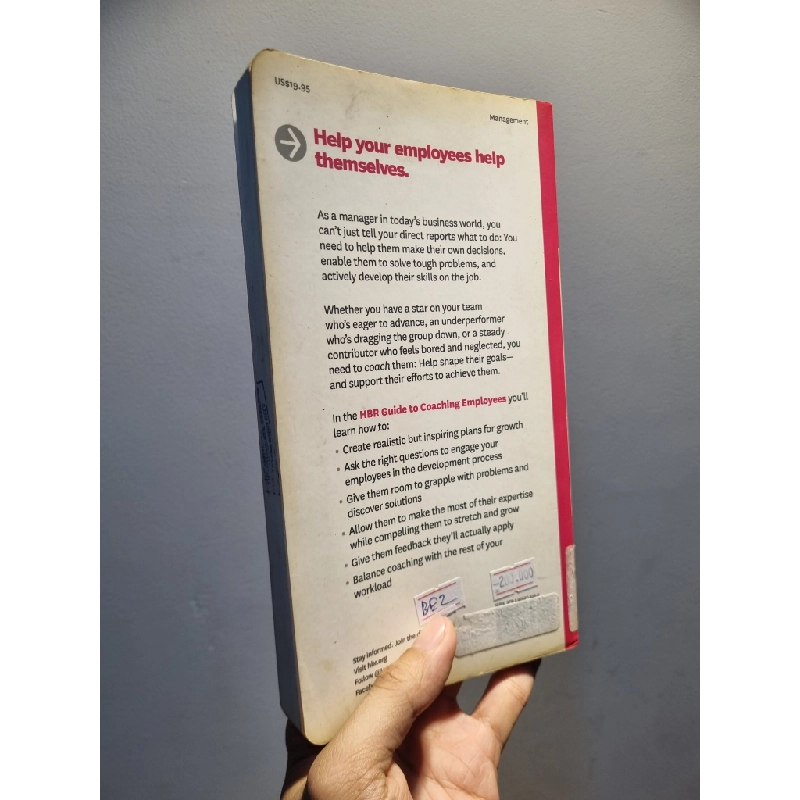 US$19.95
Management
Help your employees help
themselves.
As a manager in today's business world, you
can't just tell your direct reports what to do: You
need to help them make their own decisions,
enable them to solve tough problems, and
actively develop their skills on the job.
Whether you have a star on your team
who's eager to advance, an underperformer
who's dragging the group down, or a steady
contributor who feels bored and neglected, you
need to coach them: Help shape their goals—
and support their efforts to achieve them.
In the HBR Guide to Coaching Employees you'll
learn how to:
• Create realistic but inspiring plans for growth
• Ask the right questions to engage your
employees in the development process
• Give them room to grapple with problems and
discover solutions
• Allow them to make the most of their expertise
while compelling them to stretch and grow
• Give them feedback they'll actually apply
• Balance coaching with the rest of your
workload
BE2
200.000
Stay informed. Join the
visit hbr.org
Follow